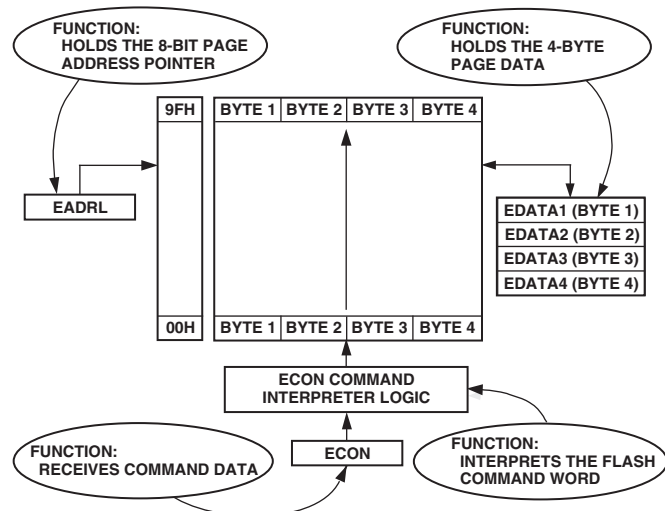 FUNCTION:
HOLDS THE 8-BIT PAGE
ADDRESS POINTER
FUNCTION:
HOLDS THE 4-BYTE
PAGE DATA
9FH
BYTE 1 BYTE 2 BYTE 3 BYTE 4
EADRL
EDATA1 (BYTE 1)
EDATA2 (BYTE 2)
EDATA3 (BYTE 3)
EDATA4 (BYTE 4)
00H
BYTE 1 BYTE 2 BYTE 3 BYTE 4
ECON COMMAND
INTERPRETER LOGIC
FUNCTION:
RECEIVES COMMAND DATA
ECON
FUNCTION:
INTERPRETS THE FLASH
COMMAND WORD